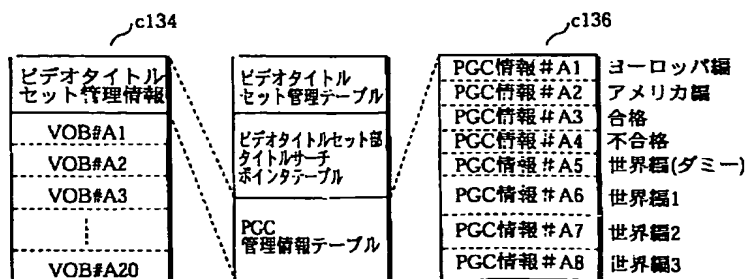 c134
c136
ビデオタイトル
セット管理情報
VOB#A1
VOB#A2
VOB#A3
VOB#A20
ビデオタイトル
セット管理テーブル
ビデオタイトルセット部
タイトルサーチ
ポインタテーブル
PGC
管理情報テーブル
PGC情報#A1 ヨーロッパ編
PGC情報#A2 アメリカ編
PGC情報#A3 合格
PGC情報#A4 不合格
PGC情報#A5 世界編(ダミー)
PGC情報#A6 世界編1
PGC情報#A7 世界編2
PGC情報#A8 世界編3